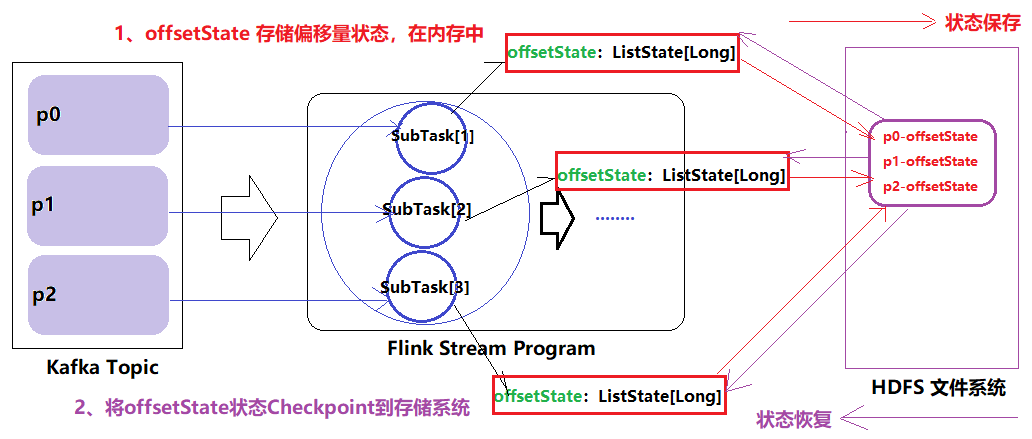 1、offsetState 存储偏移量状态，在内存中
状态保存
offsetState：ListState[Long]
p0
SubTask[1]
p0-offsetState
p1-offsetState
p2-offsetState
offsetState：ListState[Long]
p1
SubTask[2]
........
p2
SubTask[3]
Flink Stream Program
Kafka Topic
offsetState：ListState[Long]
HDFS 文件系统
2、将offsetState状态Checkpoint到存储系统
状态恢复